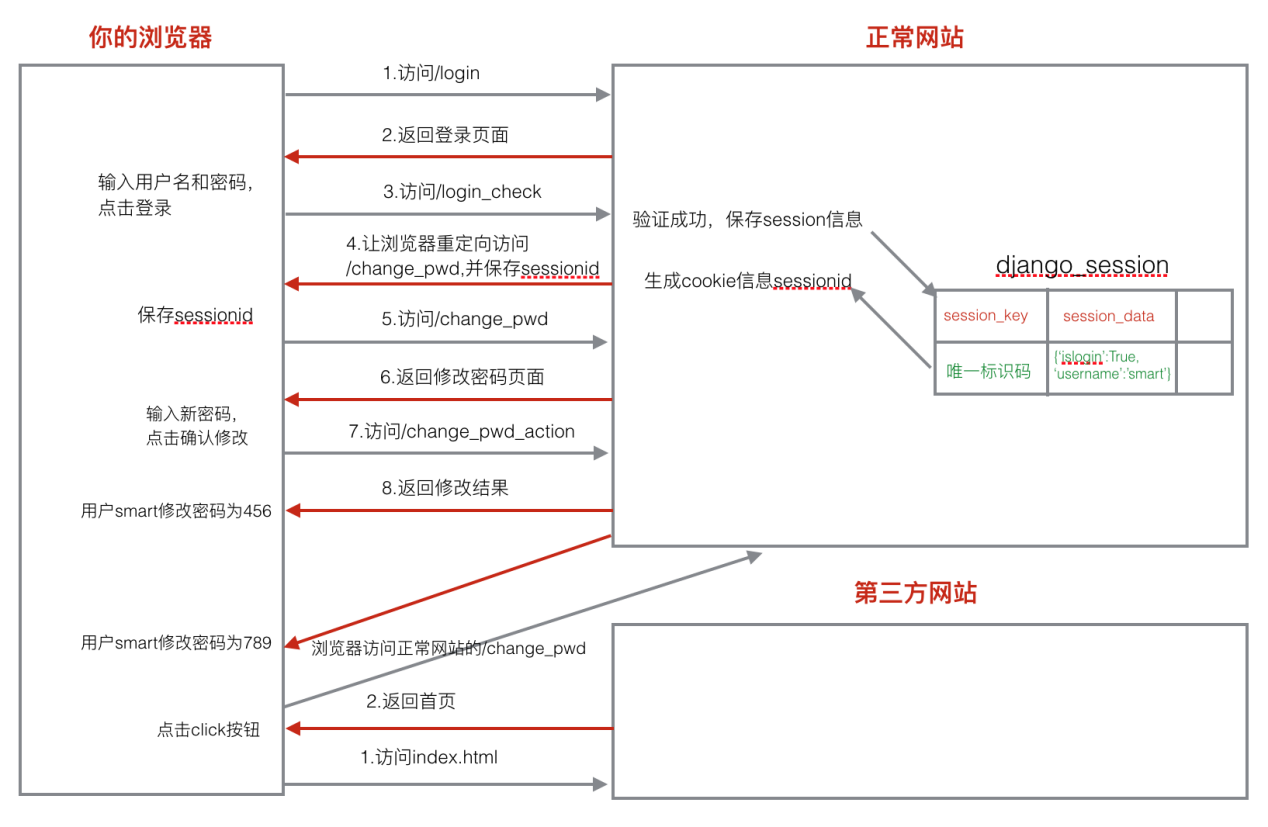 你的浏览器
正常网站
1.访问/login
2.返回登录页面
输入用户名和密码，
点击登录
3.访问/login_check
验证成功，保存session信息
4.让浏览器重定向访问
/change_pwd,并保存sessionid
生成cookie信息sessionid
django_session
session_key
session_data
唯一标识码
{‘islogin’:True,
‘username’:’smart’}
保存sessionid
5.访问/change_pwd
6.返回修改密码页面
输入新密码，
点击确认修改
7.访问/change_pwd_action
8.返回修改结果
用户smart修改密码为456
第三方网站
用户smart修改密码为789
浏览器访问正常网站的/change_pwd
2.返回首页
点击click按钮
1.访问index.html